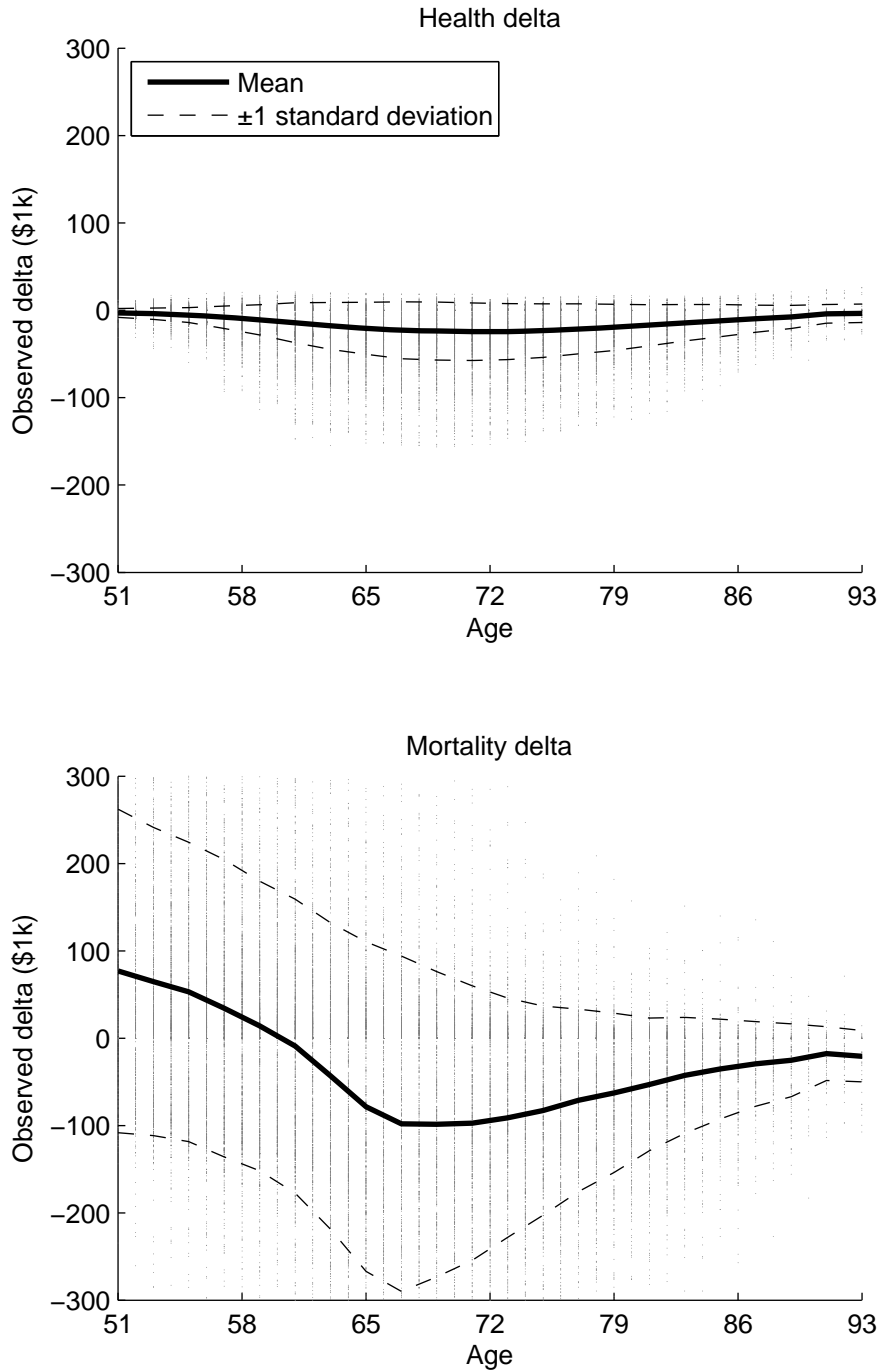 Health delta
300
200
100
0
−100
−200
−300
Observed delta ($1k)
Mean
±1 standard deviation
51 58 65 72 79 86 93
Age
Mortality delta
300
200
100
0
−100
−200
−300
Observed delta ($1k)
51 58 65 72 79 86 93
Age